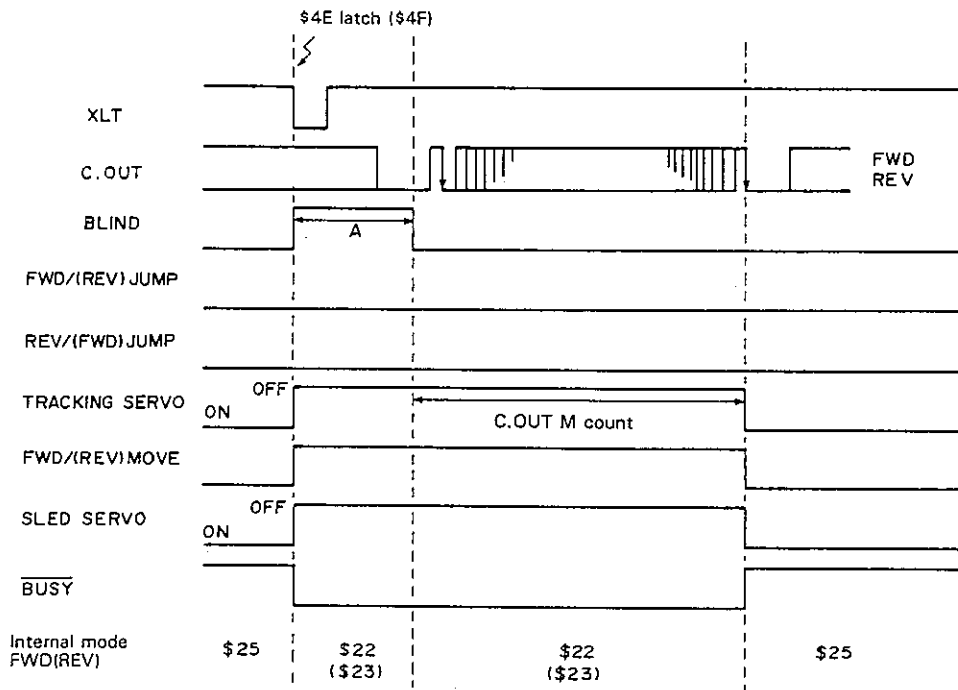 $4E latch ($4F)
XLT
C.OUT
FWD
REV
BLIND
A
FWD/(REV)JUMP
REV/(FWD)JUMP
OFF
TRACKING SERVO
ON
C.OUT M count
FWD/(REV)MOVE
OFF
SLED SERVO
ON
BUSY
Internal mode
FWD(REV)
$25
$22
($23)
$22
($23)
$25